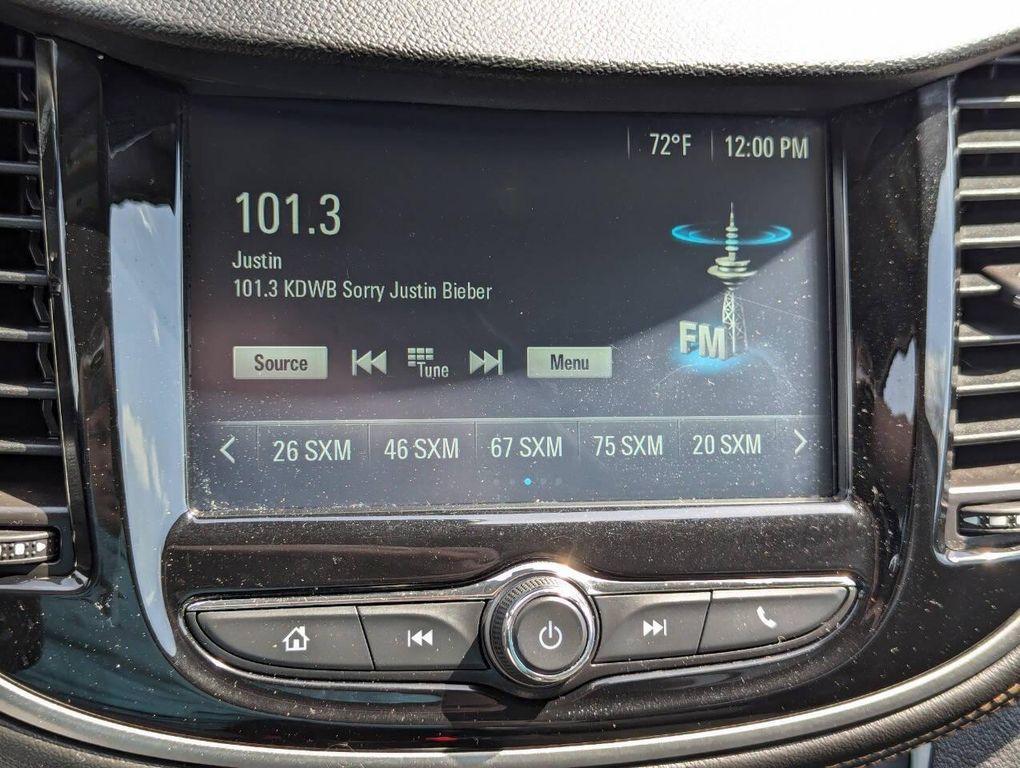 72°F 12:00 PM
101.3
Justin
101.3 KDWB Sorry Justin Bieber
FM
Source Tune Menu
26 SXM 46 SXM 67 SXM 75 SXM 20 SXM